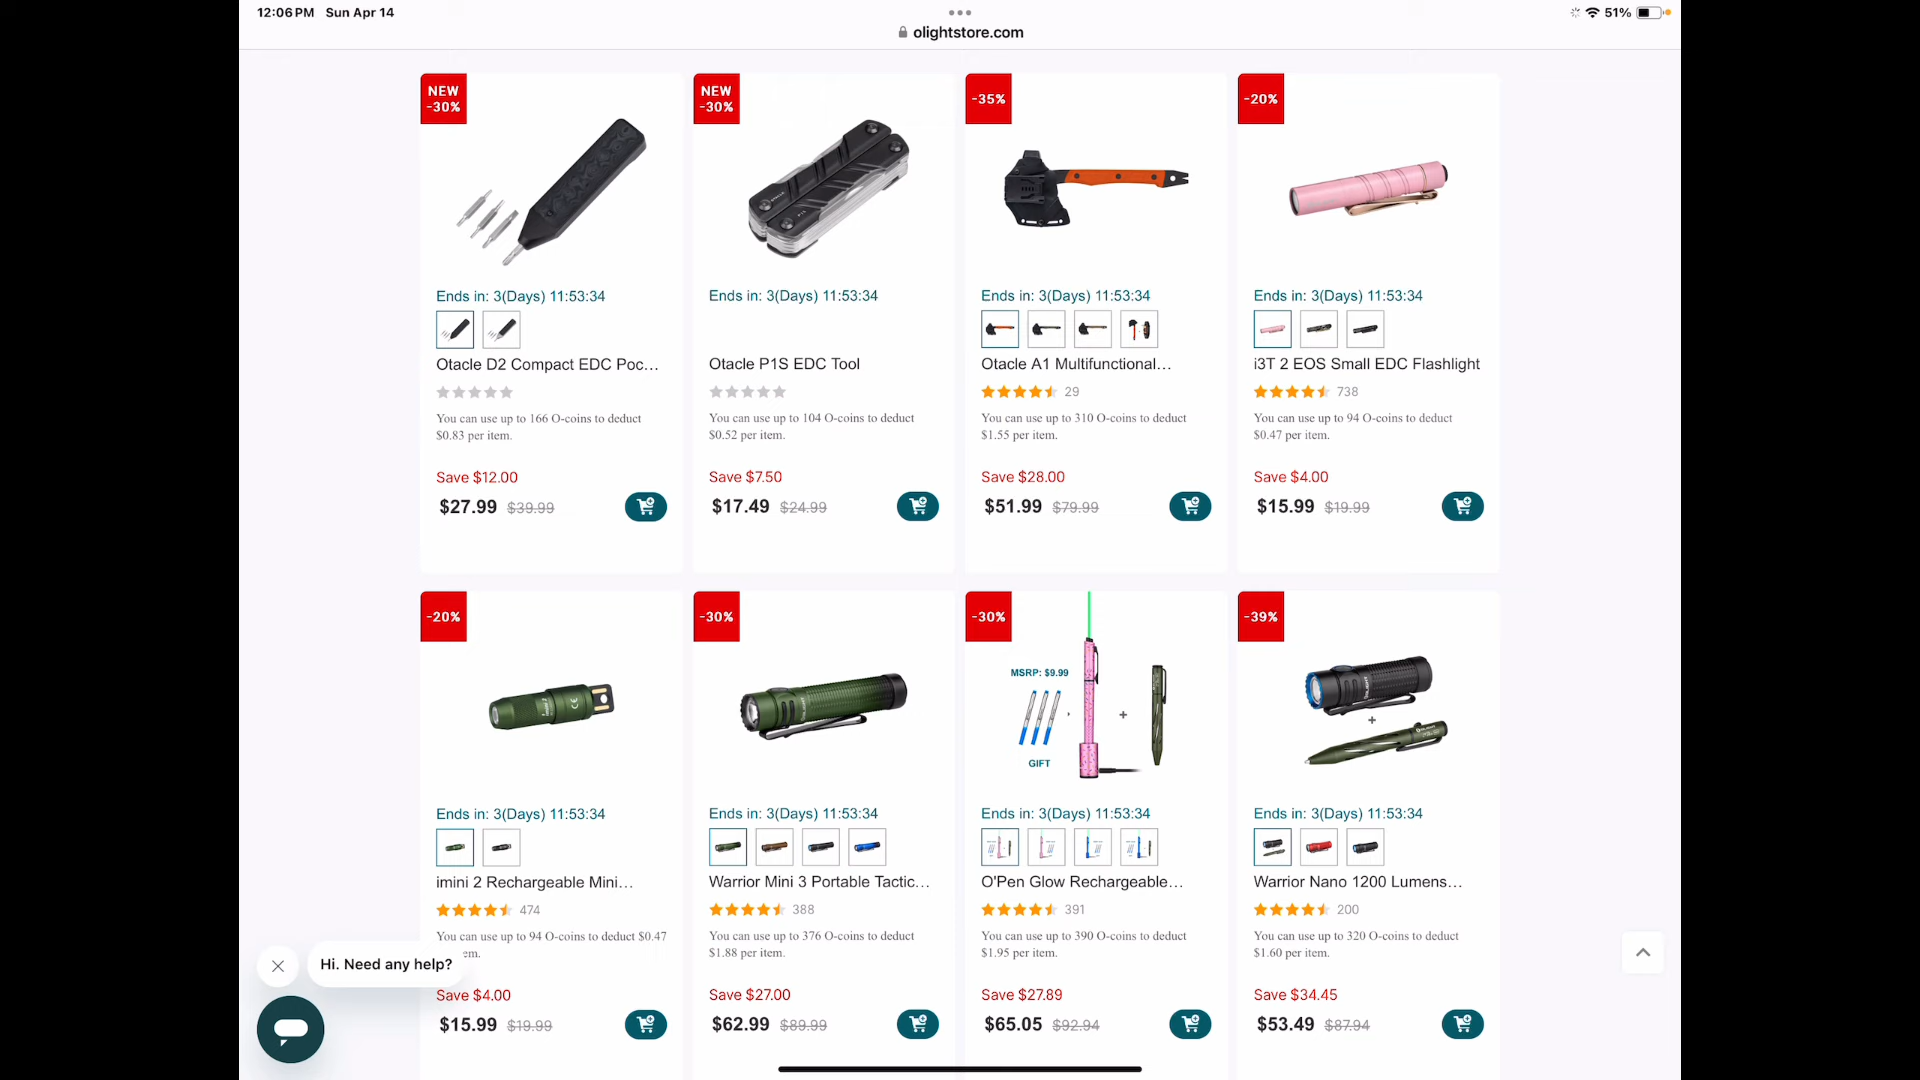 12:06 PM Sun Apr 14
51%
olightstore.com
NEW
-30%
NEW
-30%
-35%
-20%
Ends in: 3(Days) 11:53:34
Ends in: 3(Days) 11:53:34
Ends in: 3(Days) 11:53:34
Ends in: 3(Days) 11:53:34
Otacle D2 Compact EDC Poc...
Otacle P1S EDC Tool
Otacle A1 Multifunctional...
i3T 2 EOS Small EDC Flashlight
29
738
You can use up to 166 O-coins to deduct
$0.83 per item.
You can use up to 104 O-coins to deduct
$0.52 per item.
You can use up to 310 O-coins to deduct
$1.55 per item.
You can use up to 94 O-coins to deduct
$0.47 per item.
Save $12.00
Save $7.50
Save $28.00
Save $4.00
$27.99 $39.99
$17.49 $24.99
$51.99 $79.99
$15.99 $19.99
-20%
-30%
-30%
-39%
MSRP: $9.99
+
GIFT
+
Ends in: 3(Days) 11:53:34
Ends in: 3(Days) 11:53:34
Ends in: 3(Days) 11:53:34
Ends in: 3(Days) 11:53:34
imini 2 Rechargeable Mini...
Warrior Mini 3 Portable Tactic...
O'Pen Glow Rechargeable...
Warrior Nano 1200 Lumens...
474
388
391
200
You can use up to 94 O-coins to deduct $0.47
em.
You can use up to 376 O-coins to deduct
$1.88 per item.
You can use up to 390 O-coins to deduct
$1.95 per item.
You can use up to 320 O-coins to deduct
$1.60 per item.
Hi. Need any help?
Save $4.00
Save $27.00
Save $27.89
Save $34.45
$15.99 $19.99
$62.99 $89.99
$65.05 $92.94
$53.49 $87.94